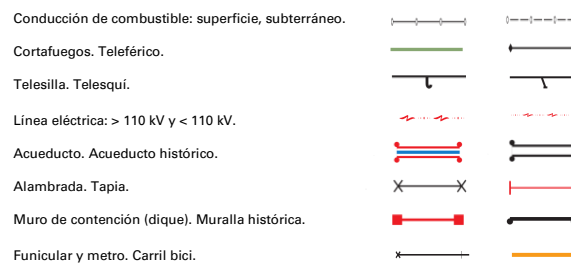 Conducción de combustible: superficie, subterráneo.
Cortafuegos. Teleférico.
Telesilla. Telesquí.
Línea eléctrica: > 110 kV y < 110 kV.
Acueducto. Acueducto histórico.
Alambrada. Tapia.
Muro de contención (dique). Muralla histórica.
Funicular y metro. Carril bici.